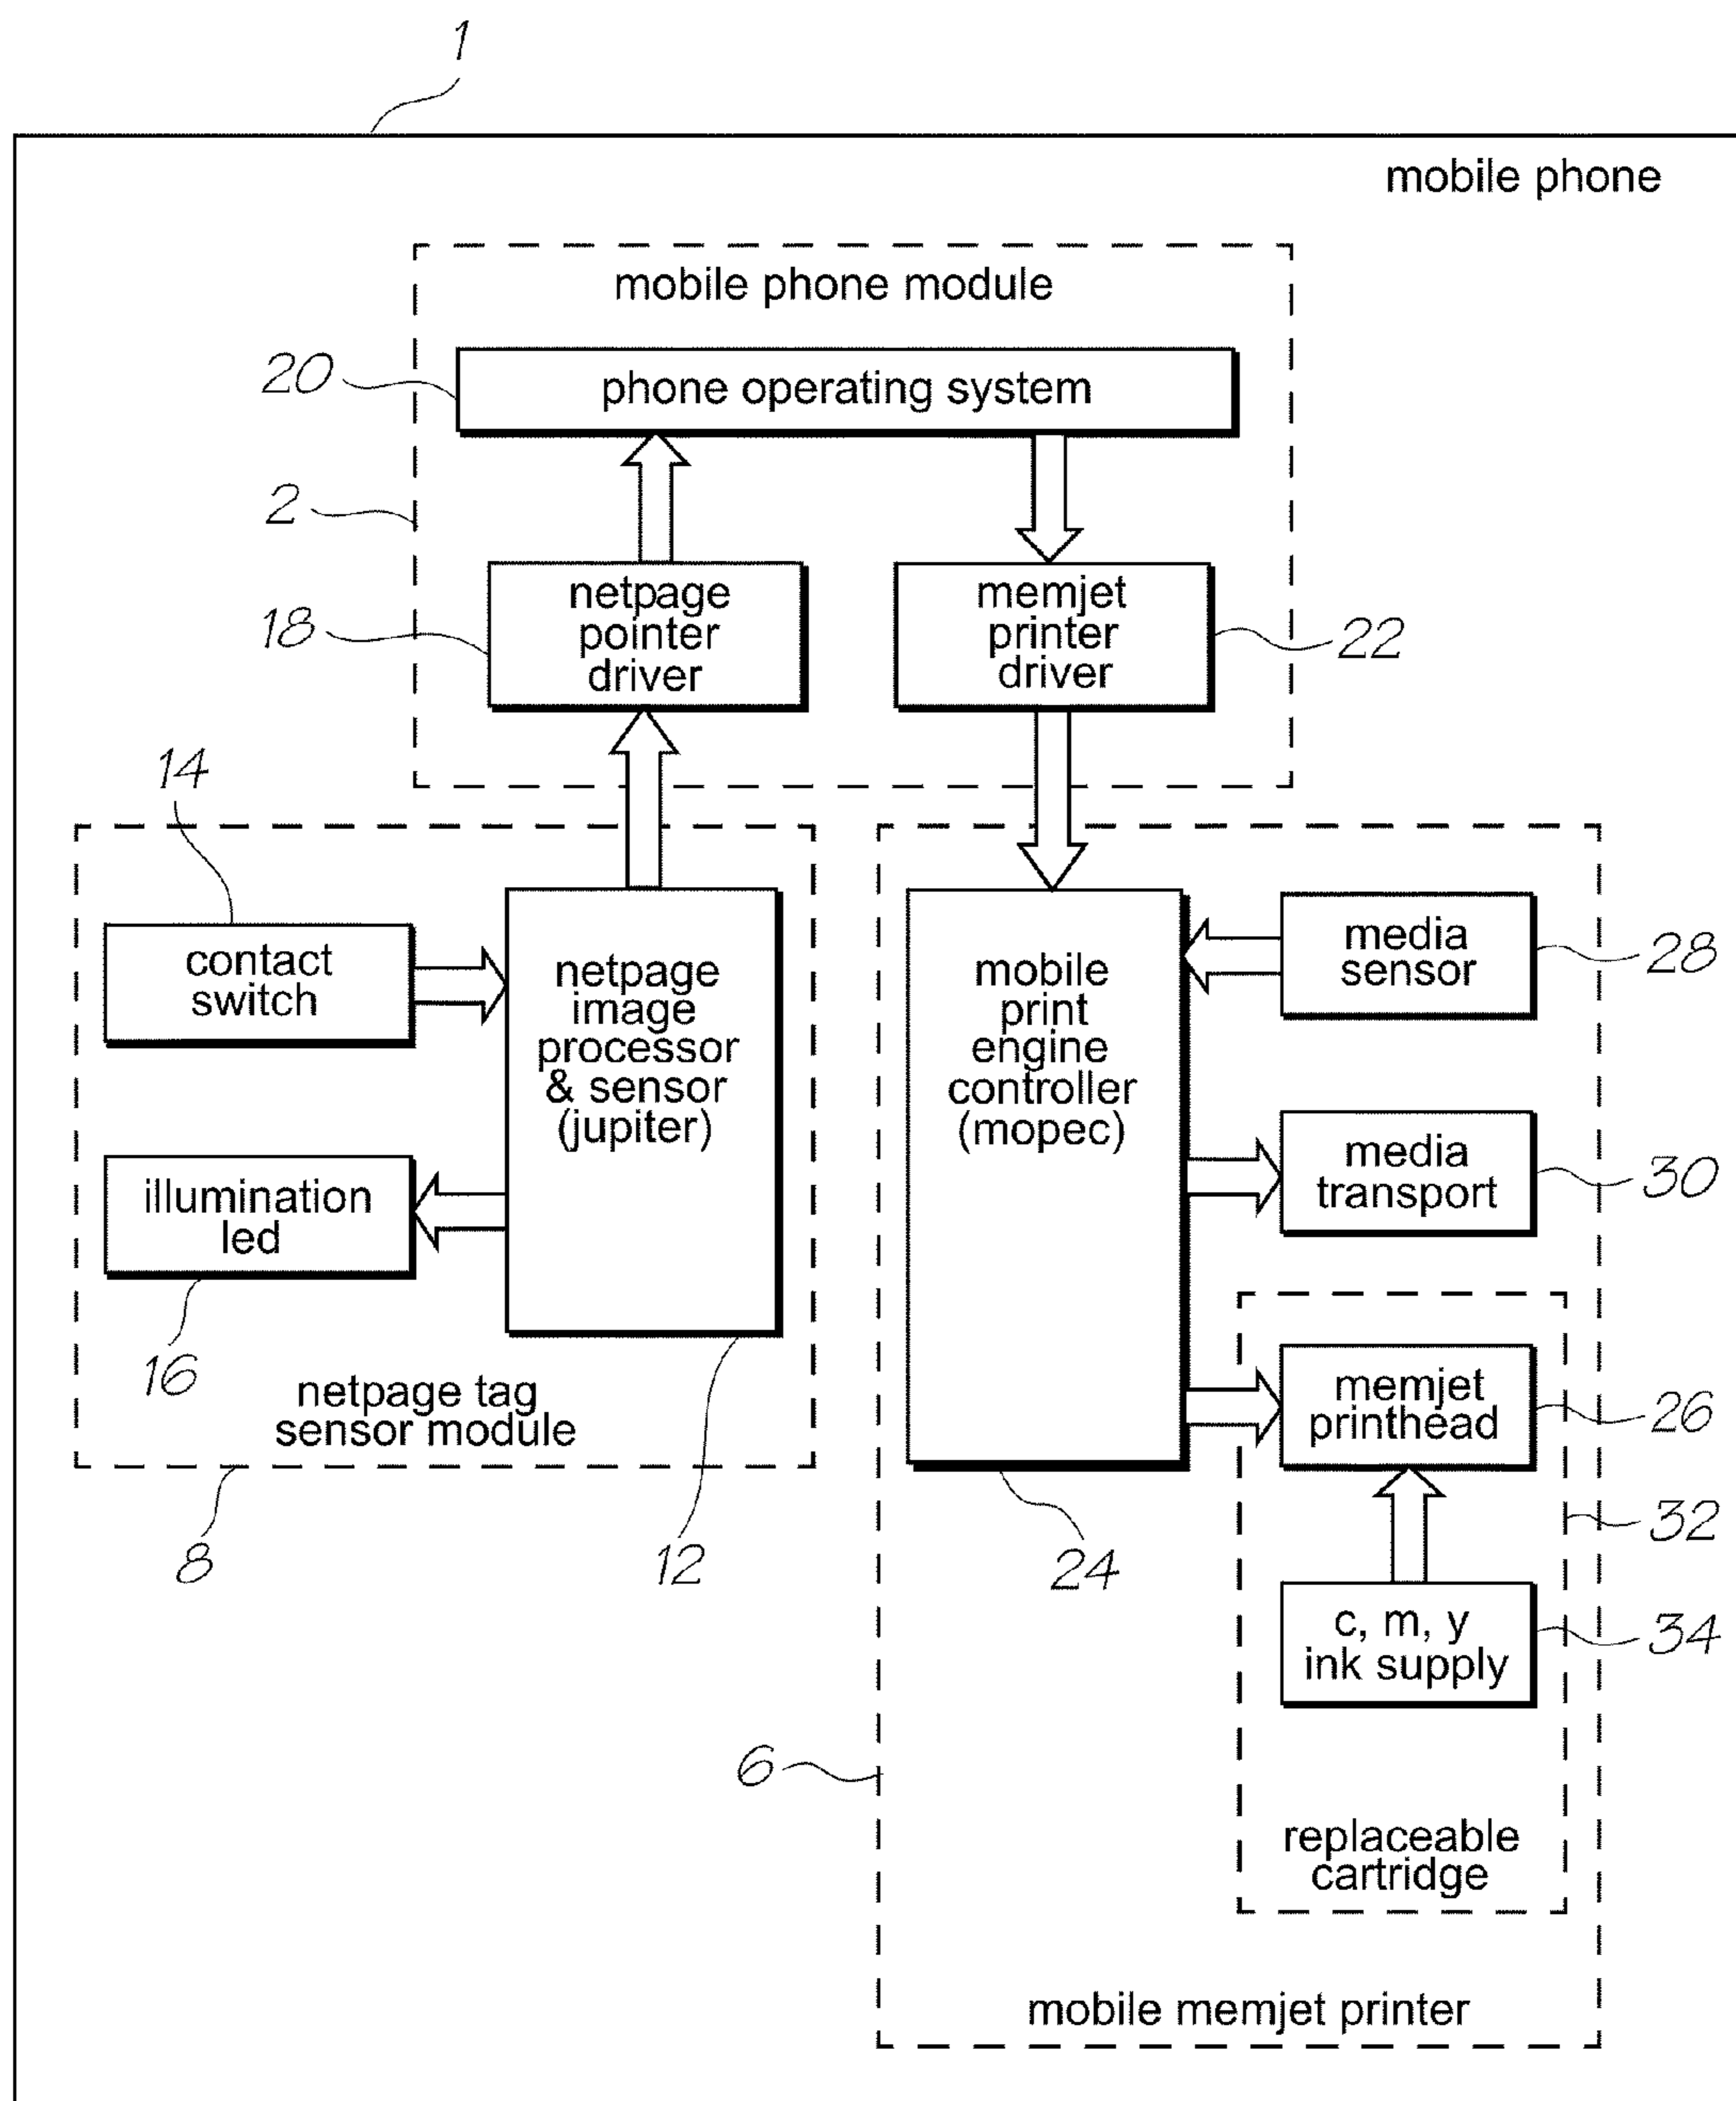 1
mobile phone
mobile phone module
20
phone operating system
2
netpage
pointer
driver
18
memjet
printer
driver
22
14
contact
switch
netpage
image
processor
& sensor
(jupiter)
illumination
led
16
netpage tag
sensor module
8
12
mobile
print
engine
controller
(mopec)
media
sensor
28
media
transport
30
memjet
printhead
26
32
24
c, m, y
ink supply
34
6
replaceable
cartridge
mobile memjet printer